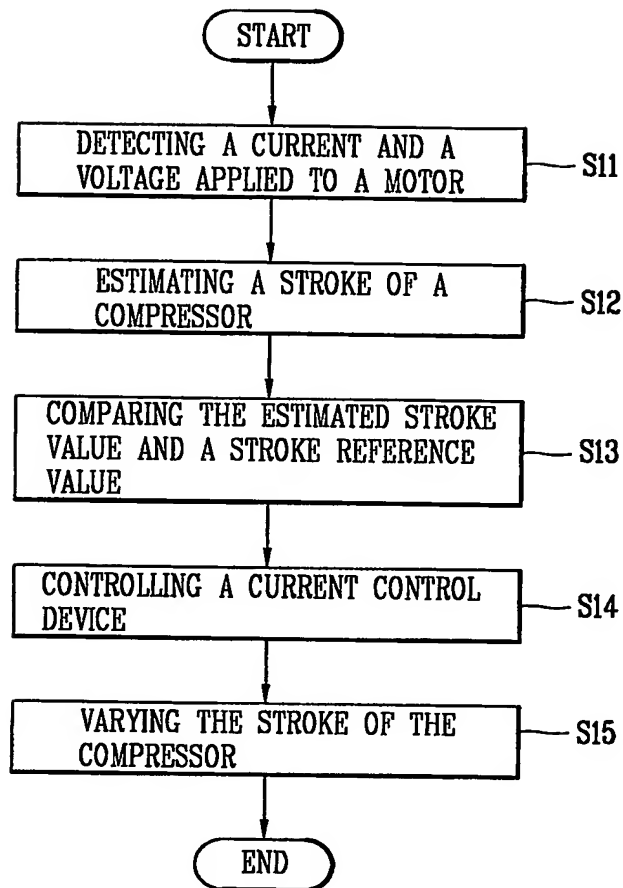 START
DETECTING A CURRENT AND A
VOLTAGE APPLIED TO A MOTOR
S11
ESTIMATING A STROKE OF A
COMPRESSOR
S12
COMPARING THE ESTIMATED STROKE
VALUE AND A STROKE REFERENCE
VALUE
S13
CONTROLLING A CURRENT CONTROL
DEVICE
S14
VARYING THE STROKE OF THE
COMPRESSOR
S15
END